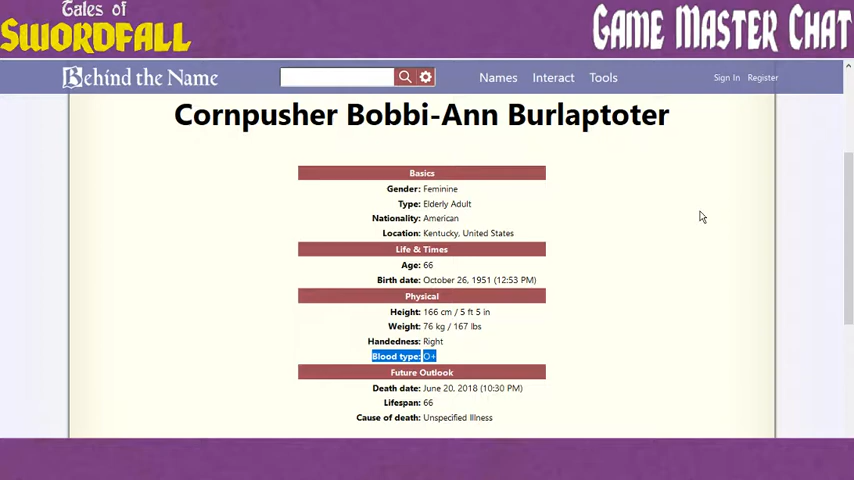 Tales of
SWORDFALL
GAME MASTER CHAT
Behind the Name
Names Interact Tools
Sign In Register
Cornpusher Bobbi-Ann Burlaptoter
Basics
Gender: Feminine
Type: Elderly Adult
Nationality: American
Location: Kentucky, United States
Life & Times
Age: 66
Birth date: October 26, 1951 (12:53 PM)
Physical
Height: 166 cm / 5 ft 5 in
Weight: 76 kg / 167 lbs
Handedness: Right
Blood type: O+
Future Outlook
Death date: June 20, 2018 (10:30 PM)
Lifespan: 66
Cause of death: Unspecified Illness